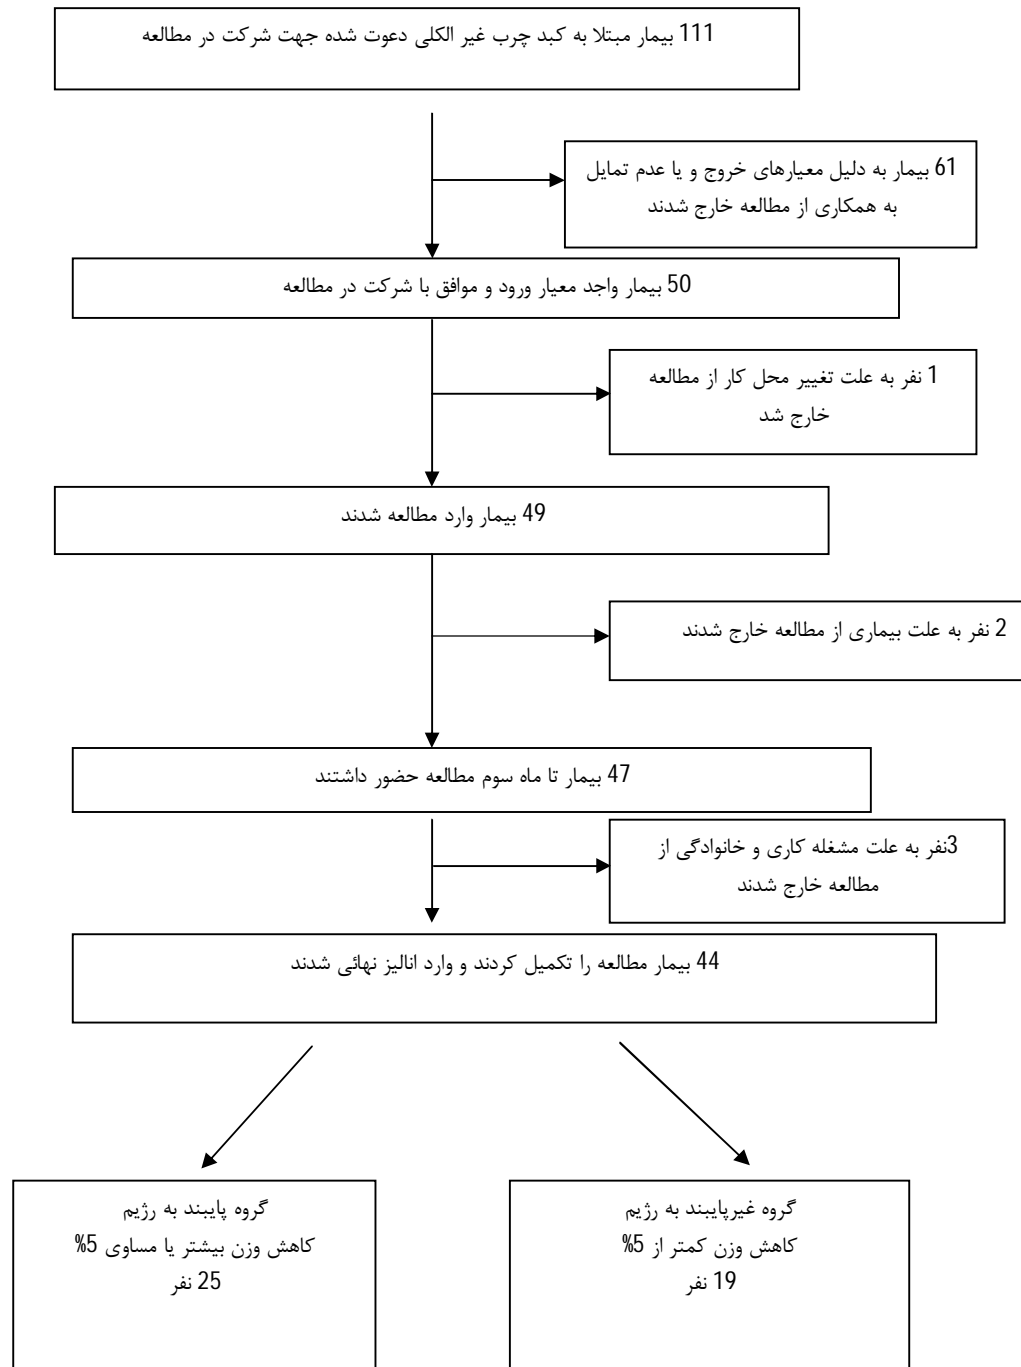 111 بیمار مبتلا به کبد چرب غیر الکلی دعوت شده جهت شرکت در مطالعه
61 بیمار به دلیل معیارهای خروج و یا عدم تمایل
به همکاری از مطالعه خارج شدند
50 بیمار واجد معیار ورود و موافق با شرکت در مطالعه
1 نفر به علت تغییر محل کار از مطالعه
خارج شد
49 بیمار وارد مطالعه شدند
2 نفر به علت بیماری از مطالعه خارج شدند
47 بیمار تا ماه سوم مطالعه حضور داشتند
3نفر به علت مشغله کاری و خانوادگی از
مطالعه خارج شدند
44 بیمار مطالعه را تکمیل کردند و وارد انالیز نهائی شدند
گروه غیرپایبند به رژیم
کاهش وزن کمتر از 5%
19 نفر
گروه پایبند به رژیم
کاهش وزن بیشتر یا مساوی 5%
25 نفر